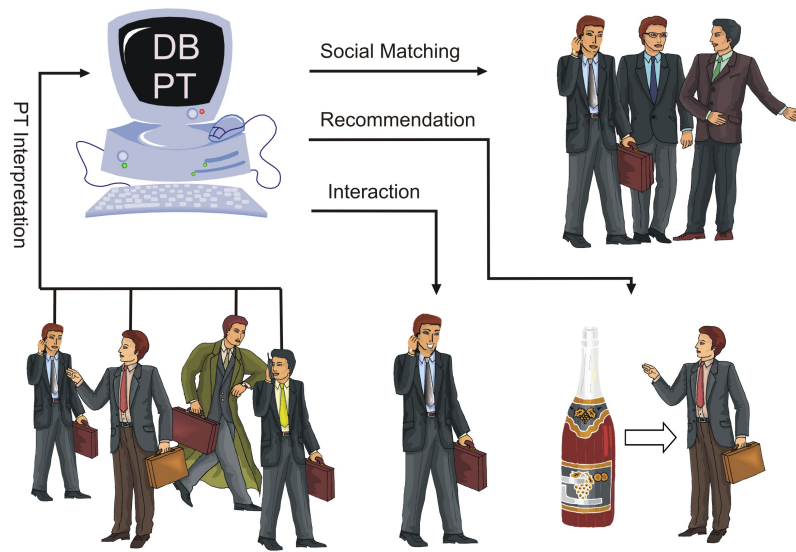 DB
PT
Social Matching
Recommendation
Interaction
PT Interpretation